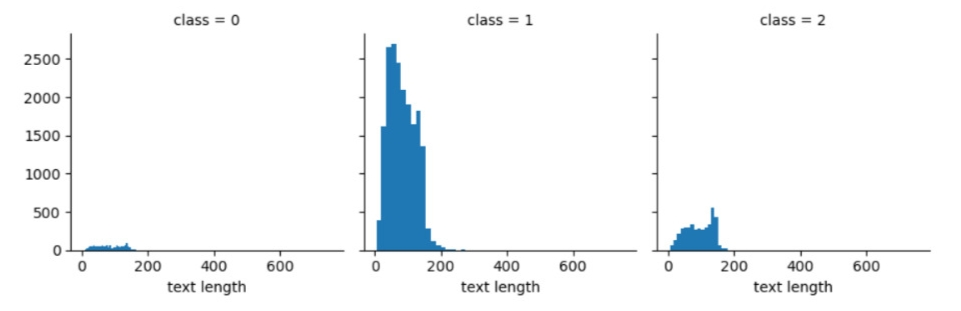 class = 0
class = 1
class = 2
2500
2000
1500
1000
500
0
0 200 400 600
0 200 400 600
0 200 400 600
text length
text length
text length